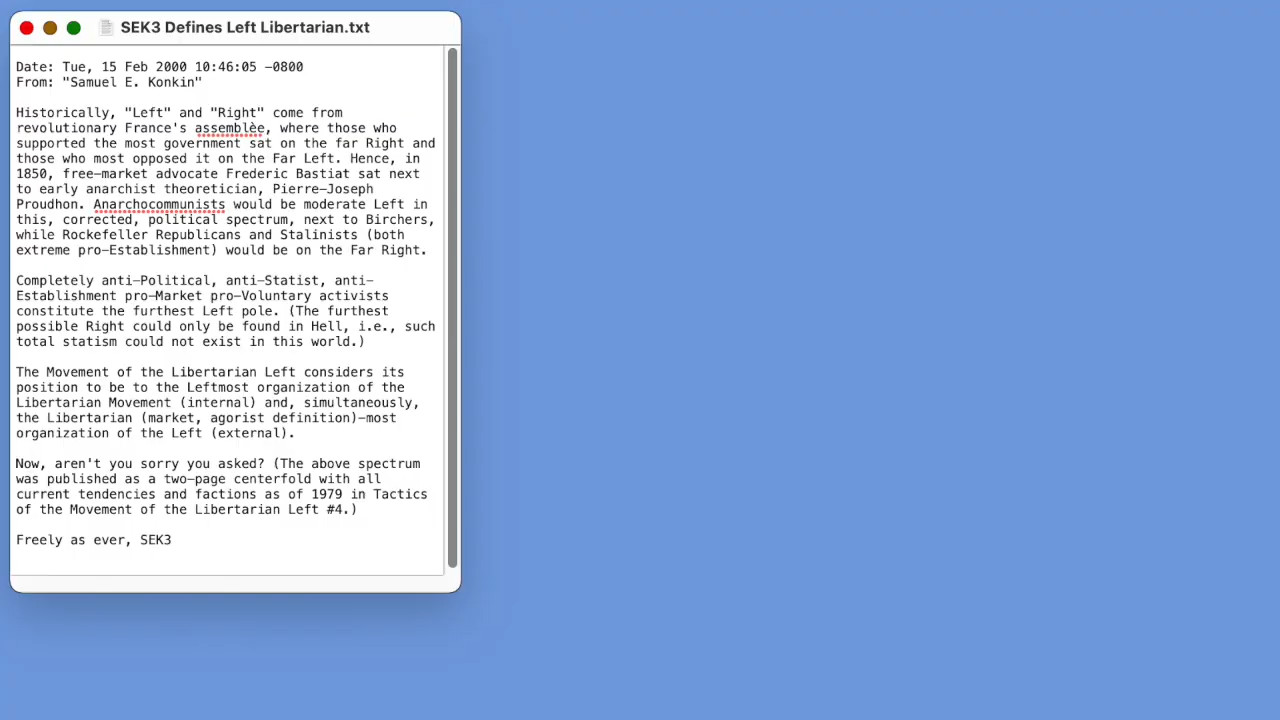 SEK3 Defines Left Libertarian.txt
Date: Tue, 15 Feb 2000 10:46:05 -0800
From: "Samuel E. Konkin"
Historically, "Left" and "Right" come from
revolutionary France's assemblèe, where those who
supported the most government sat on the far Right and
those who most opposed it on the Far Left. Hence, in
1850, free-market advocate Frederic Bastiat sat next
to early anarchist theoretician, Pierre-Joseph
Proudhon. Anarchocommunists would be moderate Left in
this, corrected, political spectrum, next to Birchers,
while Rockefeller Republicans and Stalinists (both
extreme pro-Establishment) would be on the Far Right.
Completely anti-Political, anti-Statist, anti-
Establishment pro-Market pro-Voluntary activists
constitute the furthest Left pole. (The furthest
possible Right could only be found in Hell, i.e., such
total statism could not exist in this world.)
The Movement of the Libertarian Left considers its
position to be to the Leftmost organization of the
Libertarian Movement (internal) and, simultaneously,
the Libertarian (market, agorist definition)-most
organization of the Left (external).
Now, aren't you sorry you asked? (The above spectrum
was published as a two-page centerfold with all
current tendencies and factions as of 1979 in Tactics
of the Movement of the Libertarian Left #4.)
Freely as ever, SEK3